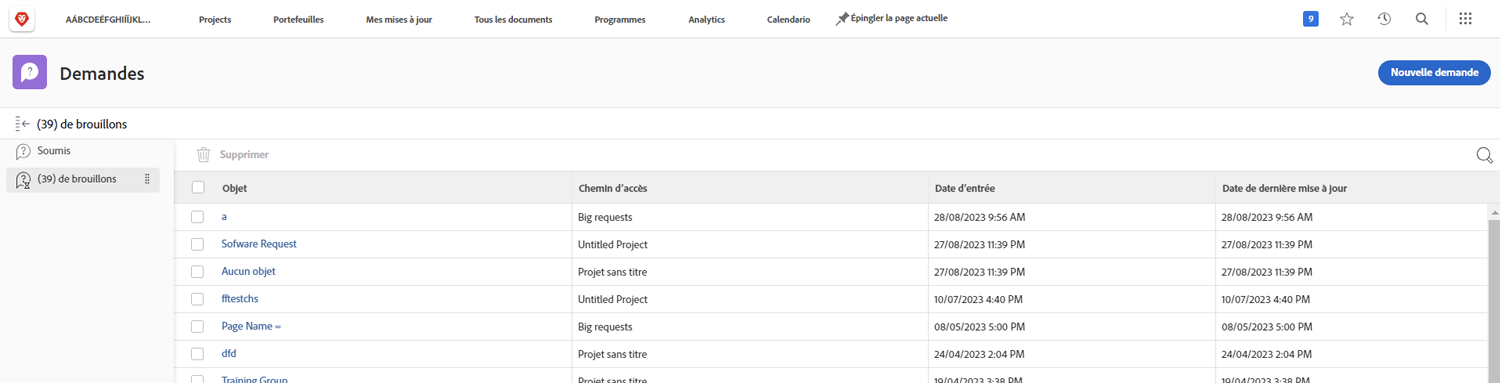 AÁBCDEÉFGHIÍJKL... Projects Portefeuilles Mes mises à jour Tous les documents Programmes Analytics Calendario Épingler la page actuelle 9
Demandes Nouvelle demande
(39) de brouillons
Soumis
(39) de brouillons
Supprimer
Objet Chemin d'accès Date d'entrée Date de dernière mise à jour
a Big requests 28/08/2023 9:56 AM 28/08/2023 9:56 AM
Sofware Request Untitled Project 27/08/2023 11:39 PM 27/08/2023 11:39 PM
Aucun objet Projet sans titre 27/08/2023 11:39 PM 27/08/2023 11:39 PM
fftestchs Untitled Project 10/07/2023 4:40 PM 10/07/2023 4:40 PM
Page Name = Big requests 08/05/2023 5:00 PM 08/05/2023 5:00 PM
dfd Projet sans titre 24/04/2023 2:04 PM 24/04/2023 2:04 PM
Training Group Projet sans titre 19/04/2023 3:38 PM 19/04/2023 3:38 PM